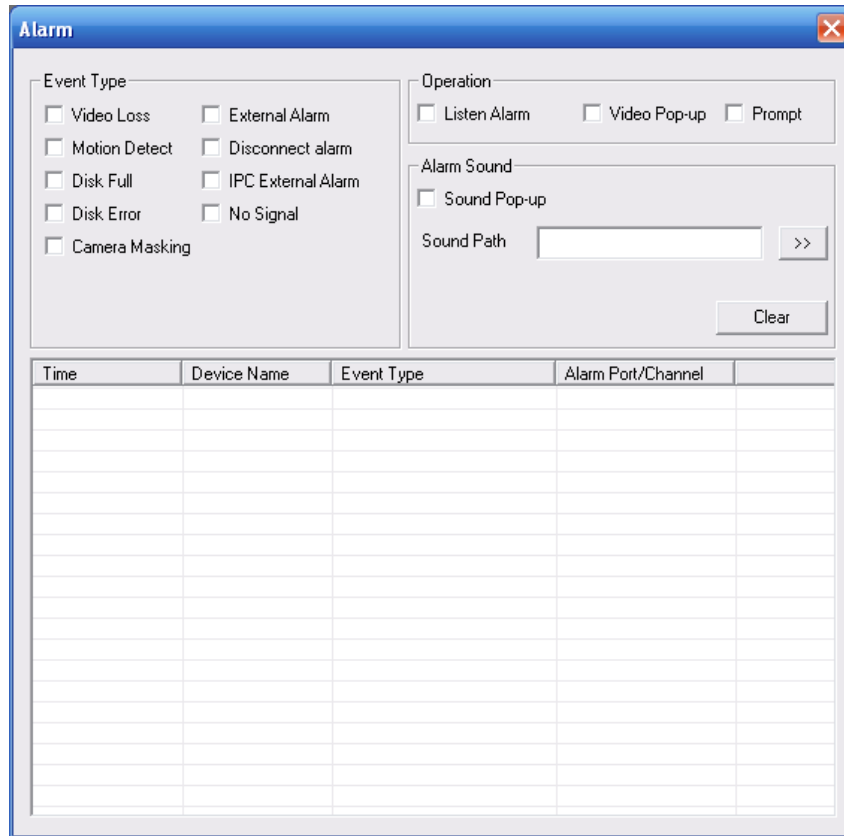 Alarm
Event Type
Video Loss External Alarm
Motion Detect Disconnect alarm
Disk Full IPC External Alarm
Disk Error No Signal
Camera Masking
Operation
Listen Alarm Video Pop-up Prompt
Alarm Sound
Sound Pop-up
Sound Path >>
Clear
Time Device Name Event Type Alarm Port/Channel